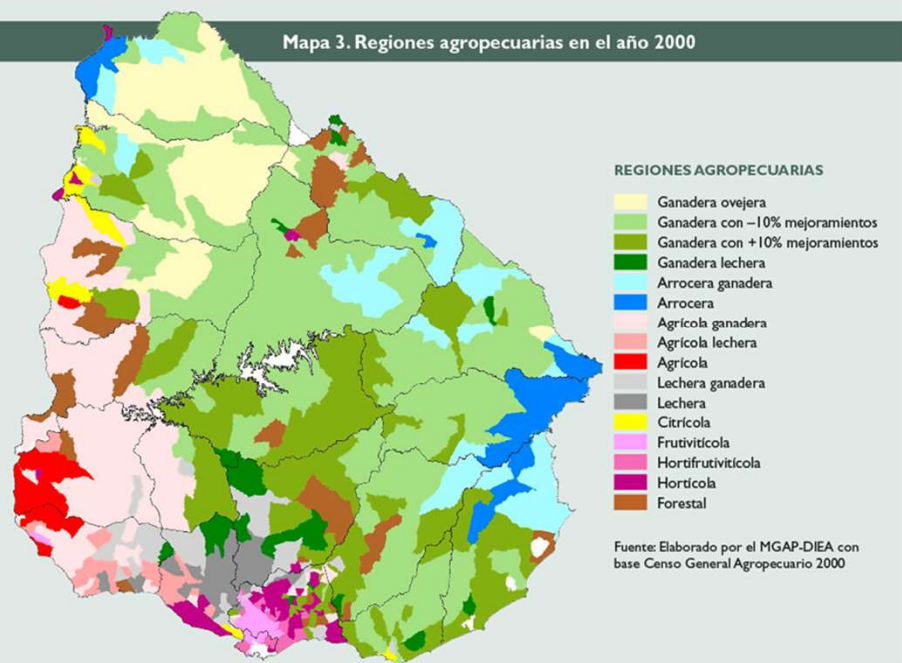 Mapa 3. Regiones agropecuarias en el año 2000
REGIONES AGROPECUARIAS
Ganadera ovejera
Ganadera con –10% mejoramientos
Ganadera con +10% mejoramientos
Ganadera lechera
Arrocera ganadera
Arrocera
Agrícola ganadera
Agrícola lechera
Agrícola
Lechera ganadera
Lechera
Citrícola
Frutivitícola
Hortifrutivitícola
Hortícola
Forestal
Fuente: Elaborado por el MGAP-DIEA con
base Censo General Agropecuario 2000